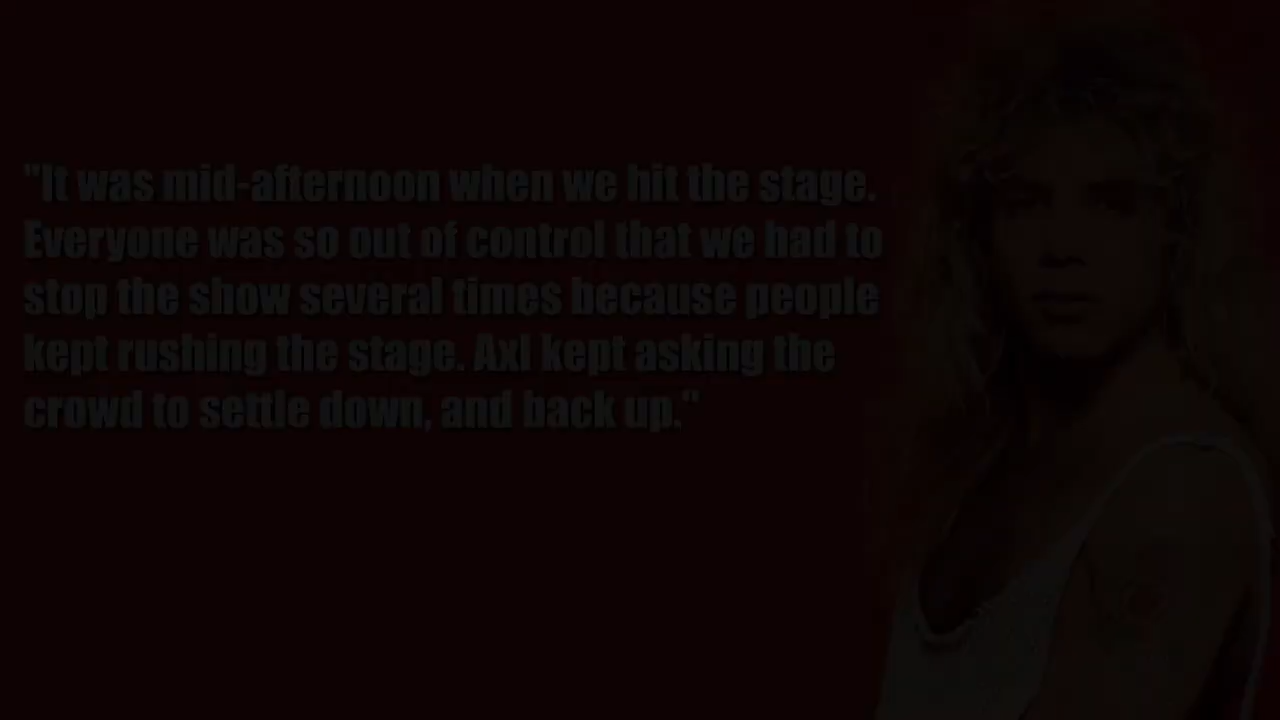 "It was mid-afternoon when we hit the stage.
Everyone was so out of control that we had to
stop the show several times because people
kept rushing the stage. Axl kept asking the
crowd to settle down, and back up."